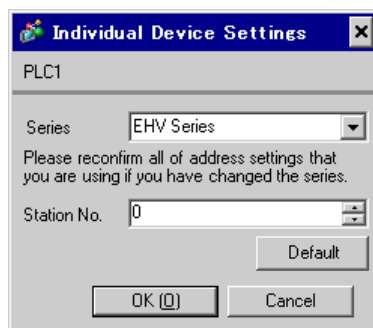 Individual Device Settings
PLC1
Series EHV Series
Please reconfirm all of address settings that
you are using if you have changed the series.
Station No. 0
Default
OK (O) Cancel